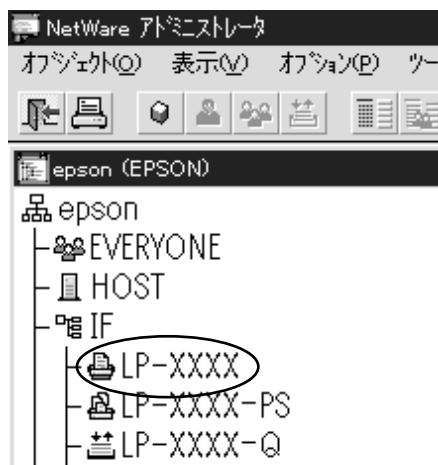 NetWare ｱﾄﾞﾐﾆｽﾄﾚｰﾀ
ｵﾌﾞｼﾞｪｸﾄ(O) 表示(V) ｵﾌﾟｼｮﾝ(P) ﾂｰ
epson (EPSON)
epson
EVERYONE
HOST
IF
LP-XXXX
LP-XXXX-PS
LP-XXXX-Q